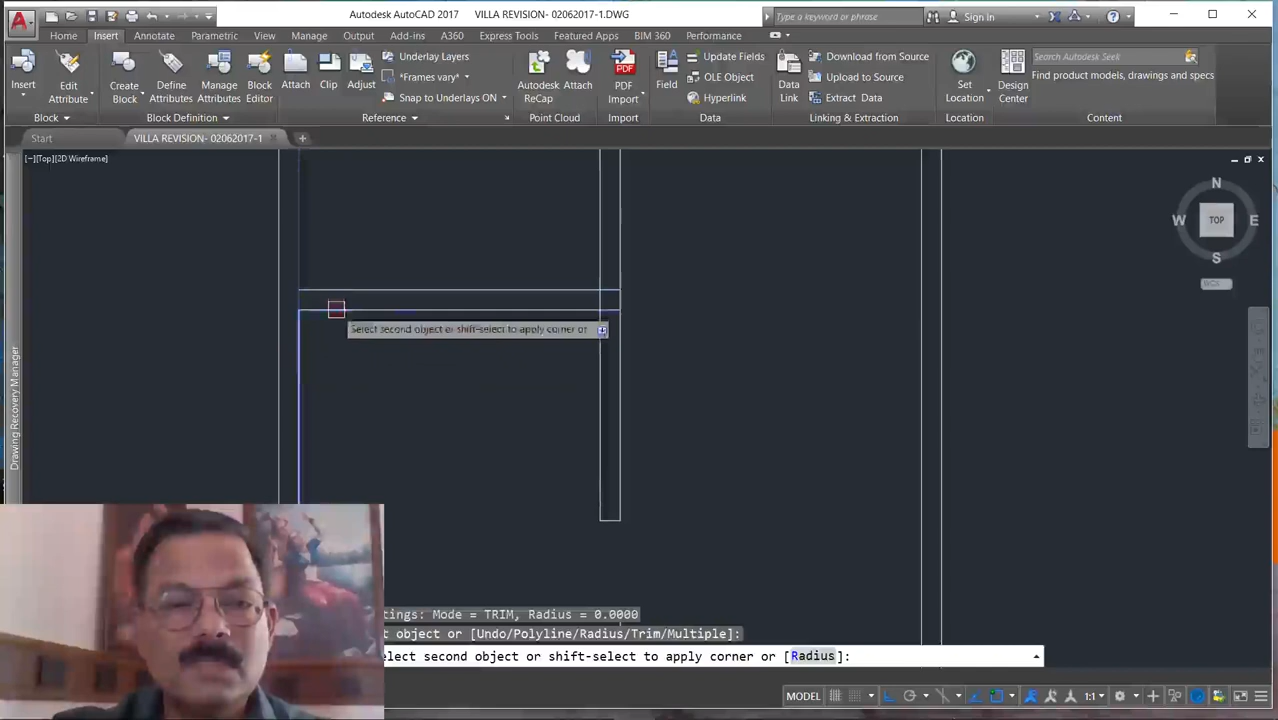 Autodesk AutoCAD 2017 VILLA REVISION- 02062017-1.DWG
Type a keyword or phrase
Sign In
Home Insert Annotate Parametric View Manage Output Add-ins A360 Express Tools Featured Apps BIM 360 Performance
Insert
Edit
Attribute
Create
Block
Define
Attributes
Manage
Attributes
Block
Editor
Attach
Clip
Adjust
Underlay Layers
*Frames vary*
Snap to Underlays ON
Autodesk
ReCap
Attach
PDF
Import
Field
Update Fields
OLE Object
Hyperlink
Data
Link
Download from Source
Upload to Source
Extract Data
Set
Location
Design
Center
Search Autodesk Seek
Find product models, drawings and specs
Block
Block Definition
Reference
Point Cloud
Import
Data
Linking & Extraction
Location
Content
Start
VILLA REVISION- 02062017-1
[−][Top][2D Wireframe]
N
W
TOP
E
S
WCS
Drawing Recovery Manager
Select second object or shift-select to apply corner or
tings: Mode = TRIM, Radius = 0.0000
t object or [Undo/Polyline/Radius/Trim/Multiple]:
elect second object or shift-select to apply corner or [Radius]:
MODEL
1:1